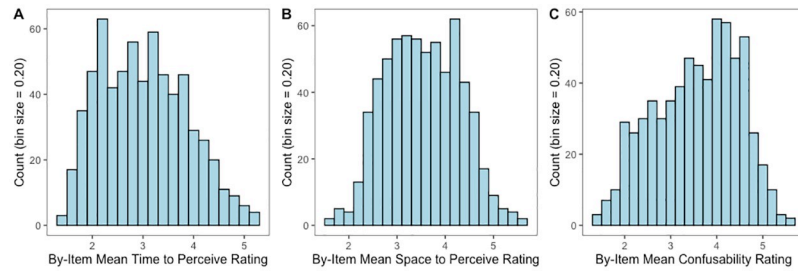 A
Count (bin size = 0.20)
60
40
20
0
2
3
4
5
By-Item Mean Time to Perceive Rating
B
Count (bin size = 0.20)
60
40
20
0
2
3
4
5
By-Item Mean Space to Perceive Rating
C
Count (bin size = 0.20)
60
40
20
0
2
3
4
5
By-Item Mean Confusability Rating